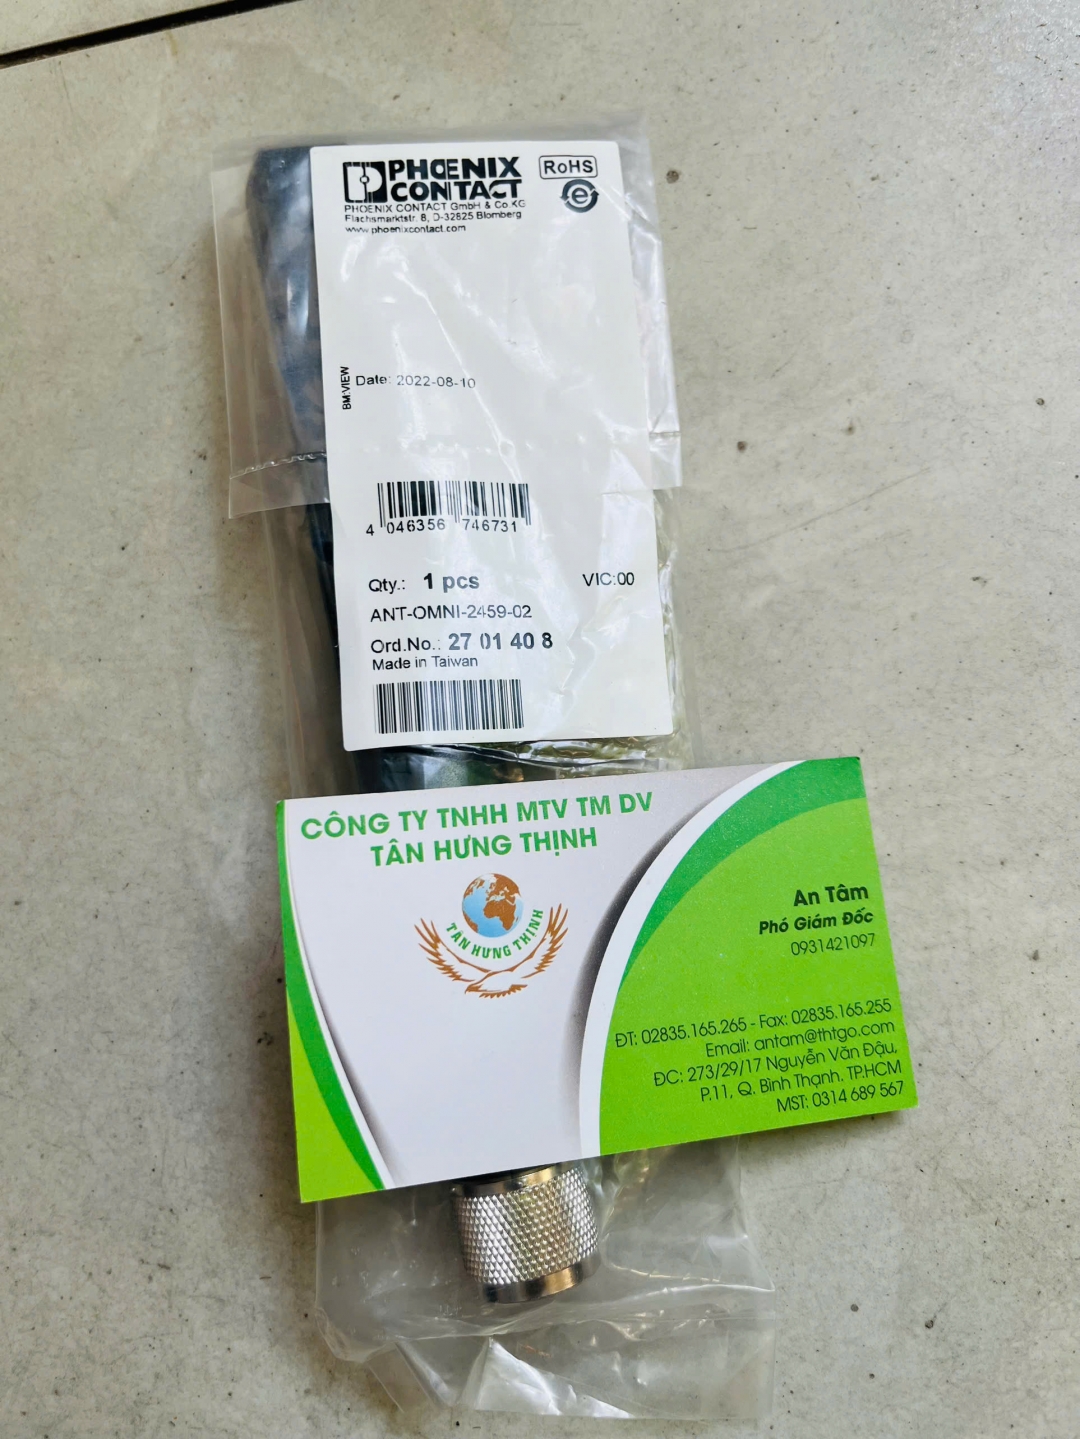 PHOENIX
CONTACT
RoHS
e
PHOENIX CONTACT GmbH & Co.KG
Flachsmarktstr. 8, D-32825 Blomberg
www.phoenixcontact.com
BM:VIEW
Date: 2022-08-10
4 046356 746731
Qty.: 1 pcs VIC:00
ANT-OMNI-2459-02
Ord.No.: 27 01 40 8
Made in Taiwan
CÔNG TY TNHH MTV TM DV
TÂN HƯNG THỊNH
TÂN HƯNG THỊNH
An Tâm
Phó Giám Đốc
0931421097
ĐT: 02835.165.265 - Fax: 02835.165.255
Email: antam@thtgo.com
ĐC: 273/29/17 Nguyễn Văn Đậu,
P.11, Q. Bình Thạnh. TP.HCM
MST: 0314 689 567